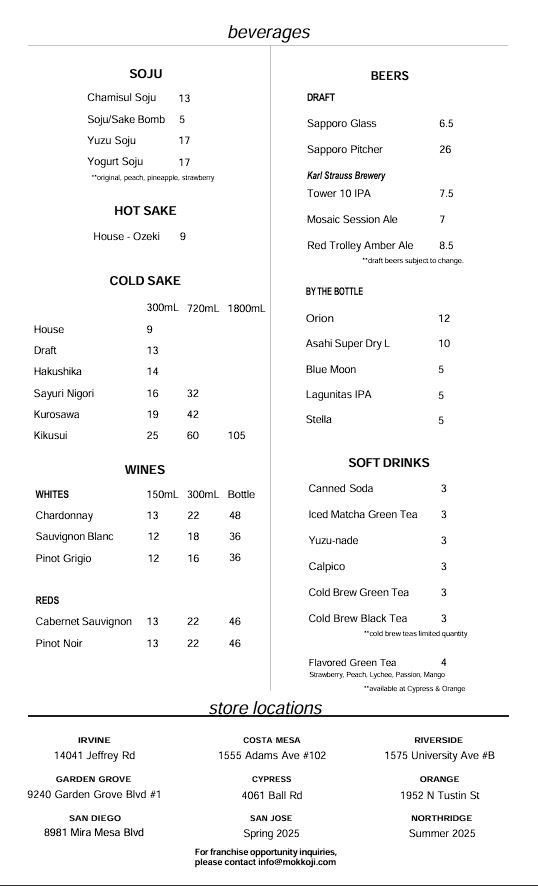 beverages
SOJU
Chamisul Soju 13
Soju/Sake Bomb 5
Yuzu Soju 17
Yogurt Soju 17
**original, peach, pineapple, strawberry
HOT SAKE
House - Ozeki 9
COLD SAKE
300mL 720mL 1800mL
House 9
Draft 13
Hakushika 14
Sayuri Nigori 16 32
Kurosawa 19 42
Kikusui 25 60 105
WINES
WHITES 150mL 300mL Bottle
Chardonnay 13 22 48
Sauvignon Blanc 12 18 36
Pinot Grigio 12 16 36
REDS
Cabernet Sauvignon 13 22 46
Pinot Noir 13 22 46
BEERS
DRAFT
Sapporo Glass 6.5
Sapporo Pitcher 26
Karl Strauss Brewery
Tower 10 IPA 7.5
Mosaic Session Ale 7
Red Trolley Amber Ale 8.5
**draft beers subject to change.
BY THE BOTTLE
Orion 12
Asahi Super Dry L 10
Blue Moon 5
Lagunitas IPA 5
Stella 5
SOFT DRINKS
Canned Soda 3
Iced Matcha Green Tea 3
Yuzu-nade 3
Calpico 3
Cold Brew Green Tea 3
Cold Brew Black Tea 3
**cold brew teas limited quantity
Flavored Green Tea 4
Strawberry, Peach, Lychee, Passion, Mango
**available at Cypress & Orange
store locations
IRVINE COSTA MESA RIVERSIDE
14041 Jeffrey Rd 1555 Adams Ave #102 1575 University Ave #B
GARDEN GROVE CYPRESS ORANGE
9240 Garden Grove Blvd #1 4061 Ball Rd 1952 N Tustin St
SAN DIEGO SAN JOSE NORTHRIDGE
8981 Mira Mesa Blvd Spring 2025 Summer 2025
For franchise opportunity inquiries,
please contact info@mokkoji.com